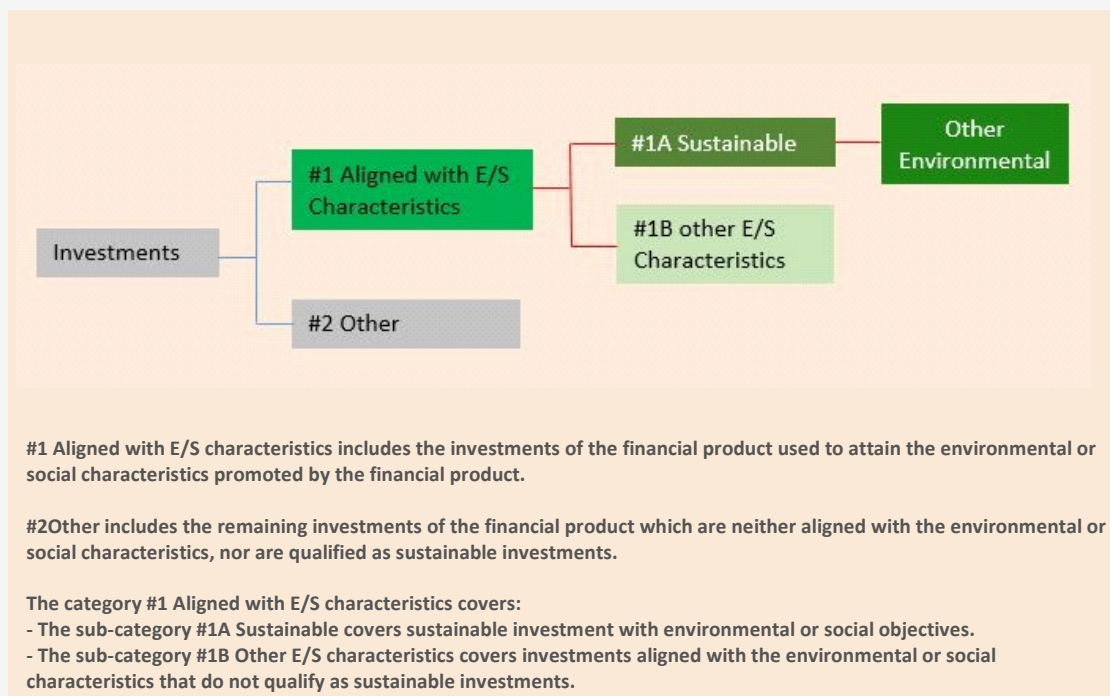 Investments
#1 Aligned with E/S
Characteristics
#2 Other
#1A Sustainable
#1B other E/S
Characteristics
Other
Environmental
#1 Aligned with E/S characteristics includes the investments of the financial product used to attain the environmental or
social characteristics promoted by the financial product.
#2Other includes the remaining investments of the financial product which are neither aligned with the environmental or
social characteristics, nor are qualified as sustainable investments.
The category #1 Aligned with E/S characteristics covers:
- The sub-category #1A Sustainable covers sustainable investment with environmental or social objectives.
- The sub-category #1B Other E/S characteristics covers investments aligned with the environmental or social
characteristics that do not qualify as sustainable investments.